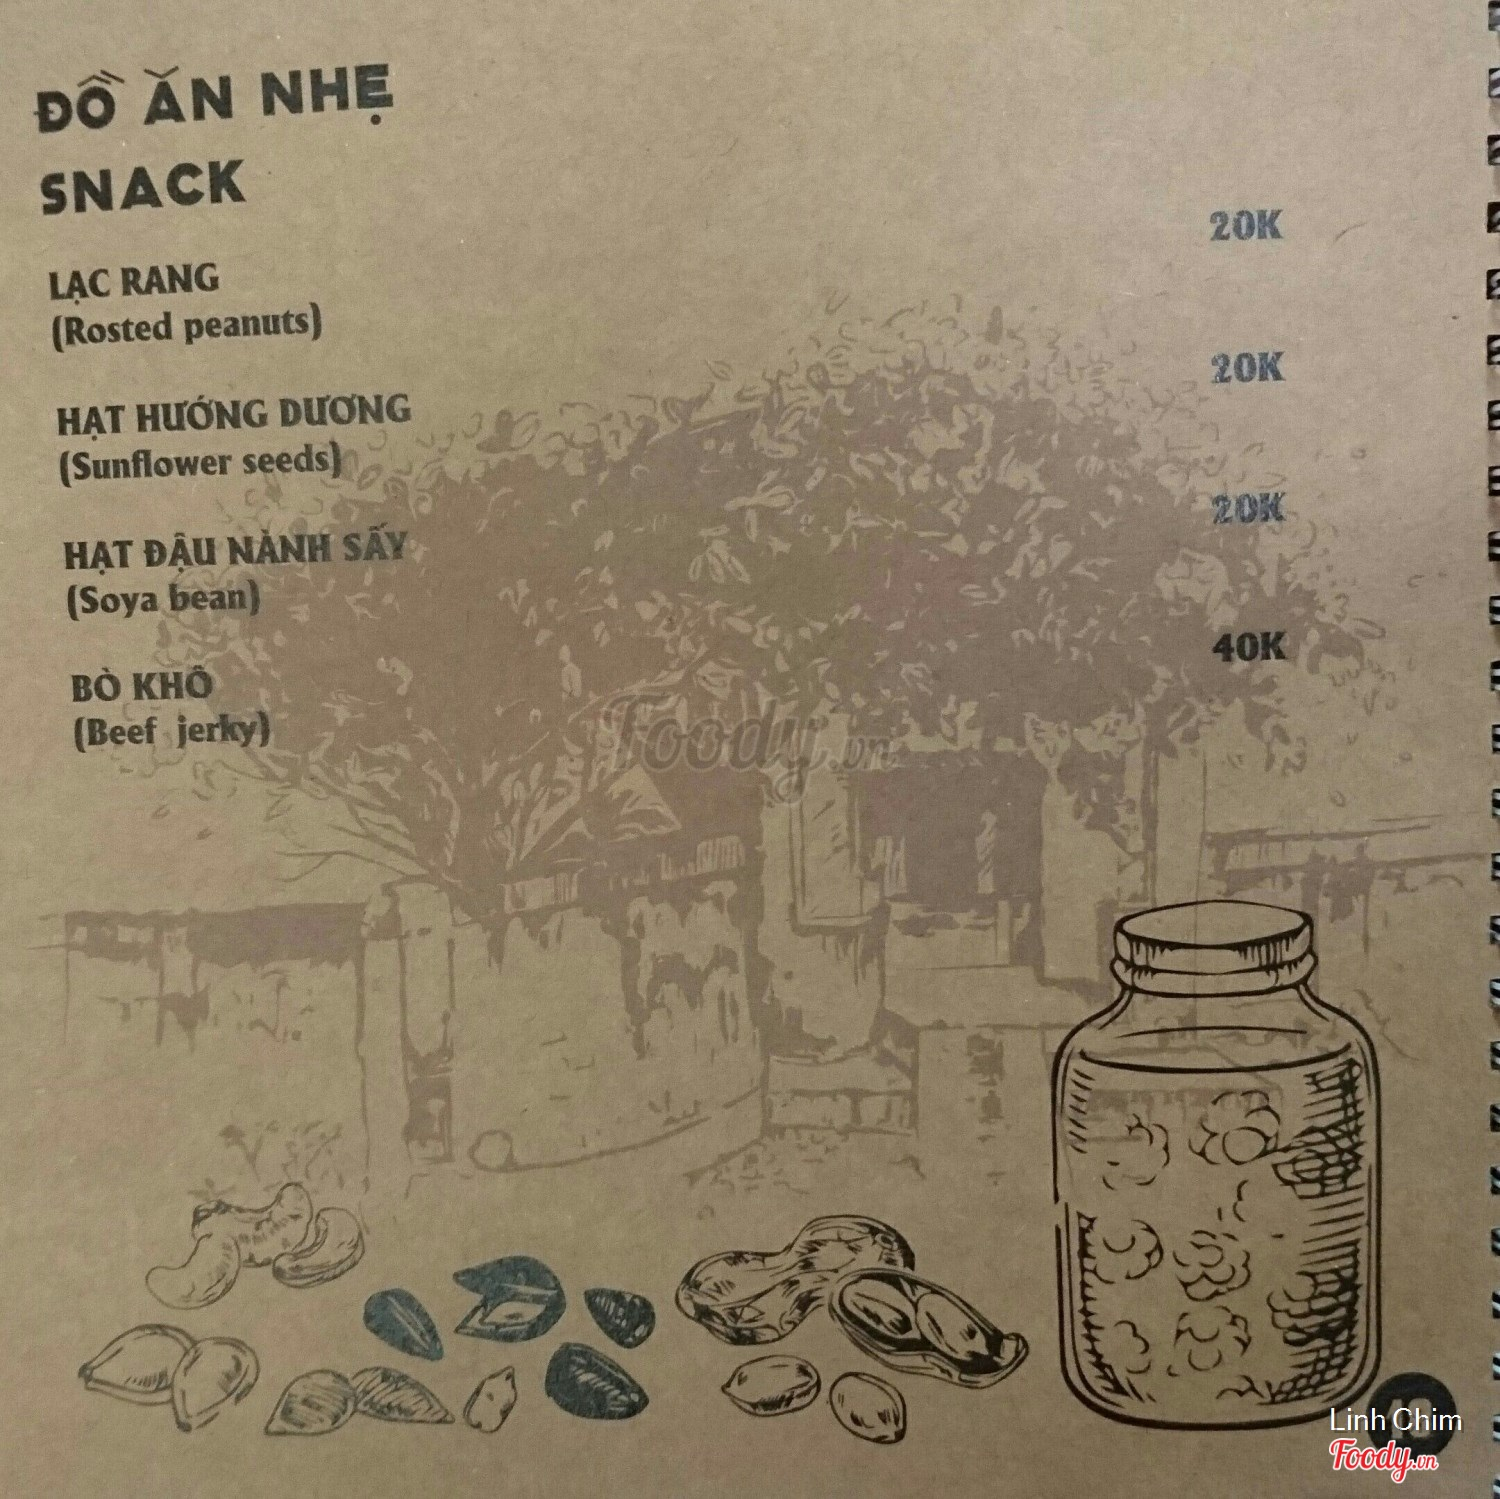 ĐỒ ĂN NHẸ
SNACK
LẠC RANG 20K
(Rosted peanuts)
HẠT HƯỚNG DƯƠNG 20K
(Sunflower seeds)
HẠT ĐẬU NÀNH SẤY 20K
(Soya bean)
BÒ KHÔ 40K
(Beef jerky)
Foody.vn
Linh Chim
Foody.vn